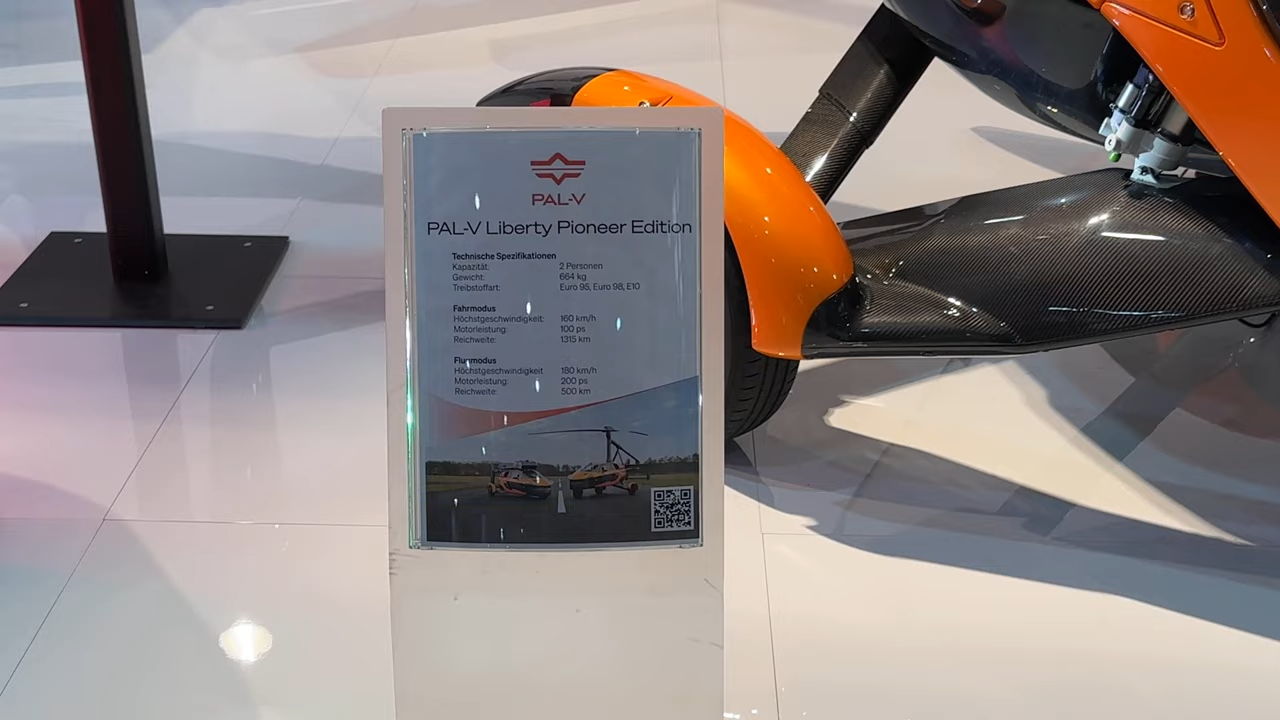 PAL-V
PAL-V Liberty Pioneer Edition
Technische Spezifikationen
Kapazität: 2 Personen
Gewicht: 664 kg
Treibstoffart: Euro 95, Euro 98, E10
Fahrmodus
Höchstgeschwindigkeit: 160 km/h
Motorleistung: 100 ps
Reichweite: 1315 km
Flugmodus
Höchstgeschwindigkeit 180 km/h
Motorleistung: 200 ps
Reichweite: 500 km